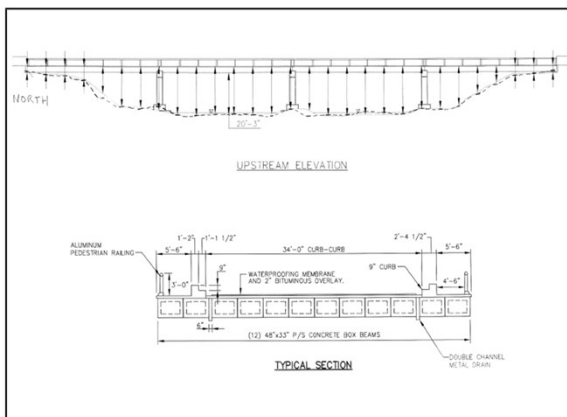 NORTH
20'-3"
UPSTREAM ELEVATION
1'-2"
1'-1 1/2"
2'-4 1/2"
5'-6"
34'-0" CURB-CURB
5'-6"
ALUMINUM
PEDESTRIAN RAILING
9"
3'-0"
WATERPROOFING MEMBRANE
AND 2" BITUMINOUS OVERLAY.
9" CURB
4'-6"
6"
(12) 48"x33" P/S CONCRETE BOX BEAMS
DOUBLE CHANNEL
METAL DRAIN
TYPICAL SECTION